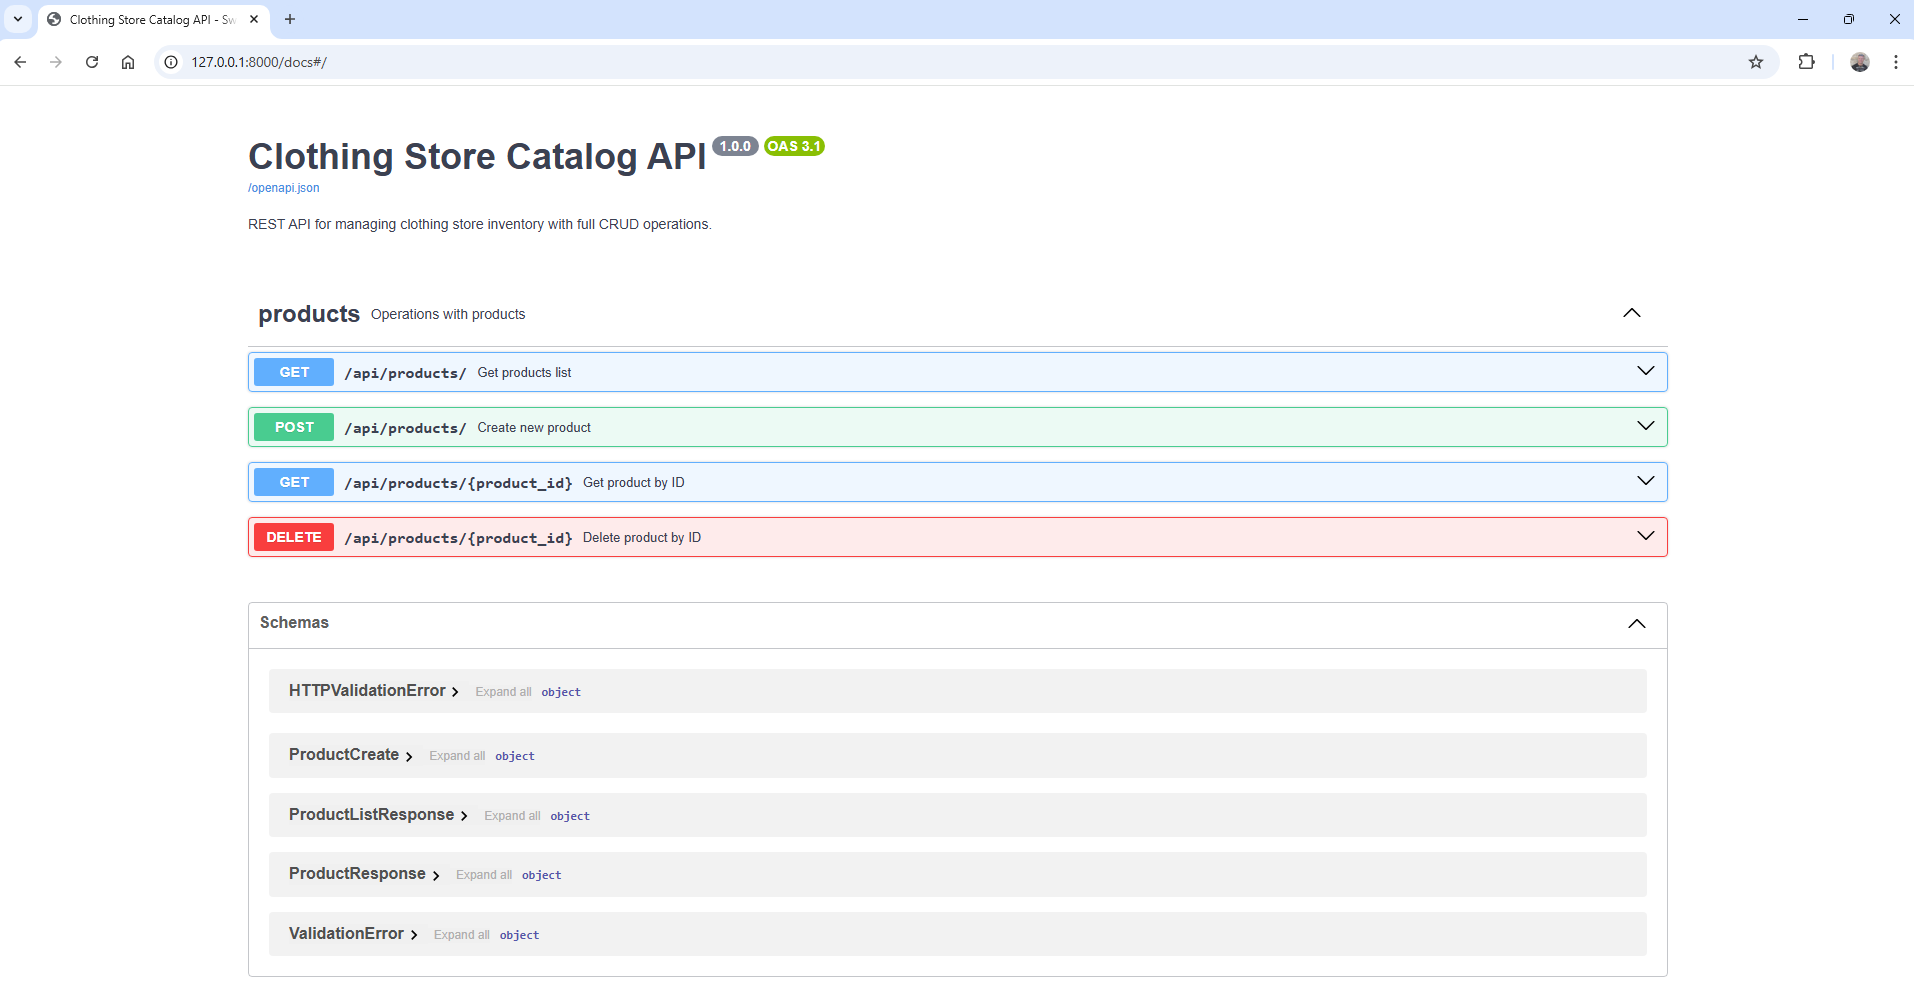 Clothing Store Catalog API - Sw
127.0.0.1:8000/docs#/
Clothing Store Catalog API 1.0.0 OAS 3.1
/openapi.json
REST API for managing clothing store inventory with full CRUD operations.
products Operations with products
GET /api/products/ Get products list
POST /api/products/ Create new product
GET /api/products/{product_id} Get product by ID
DELETE /api/products/{product_id} Delete product by ID
Schemas
HTTPValidationError Expand all object
ProductCreate Expand all object
ProductListResponse Expand all object
ProductResponse Expand all object
ValidationError Expand all object